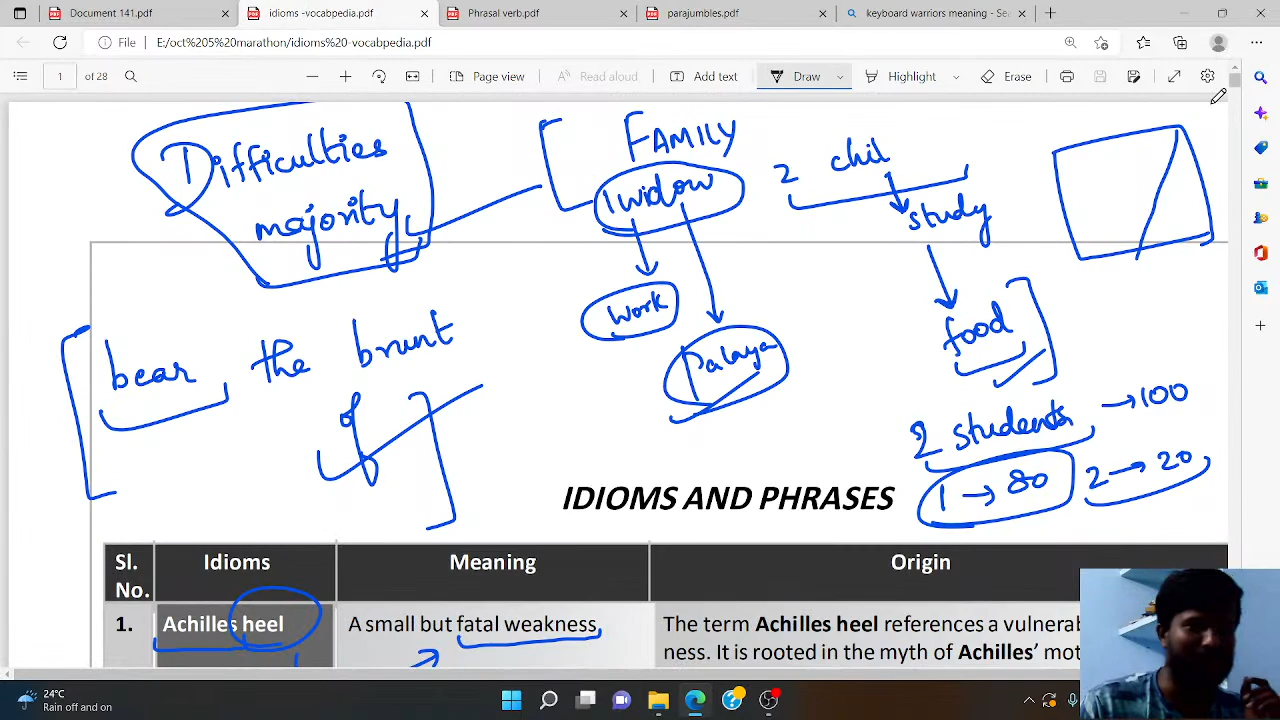 Document 141.pdf
idioms -vocabpedia.pdf
Phrasal verb.pdf
parajumbles.pdf
keyboard warriors meaning - Sea
File
E:/oct%205%20marathon/idioms%20-vocabpedia.pdf
1 of 28
Page view
Read aloud
Add text
Draw
Highlight
Erase
Difficulties
majority
FAMILY
1 widow
work
palaya
2 chil
study
food
bear the brunt
of
2 students → 100
1 → 80
2 → 20
IDIOMS AND PHRASES
Sl. No.
Idioms
Meaning
Origin
1.
Achilles heel
A small but fatal weakness
The term Achilles heel references a vulnerab
ness. It is rooted in the myth of Achilles’ mot
24°C
Rain off and on